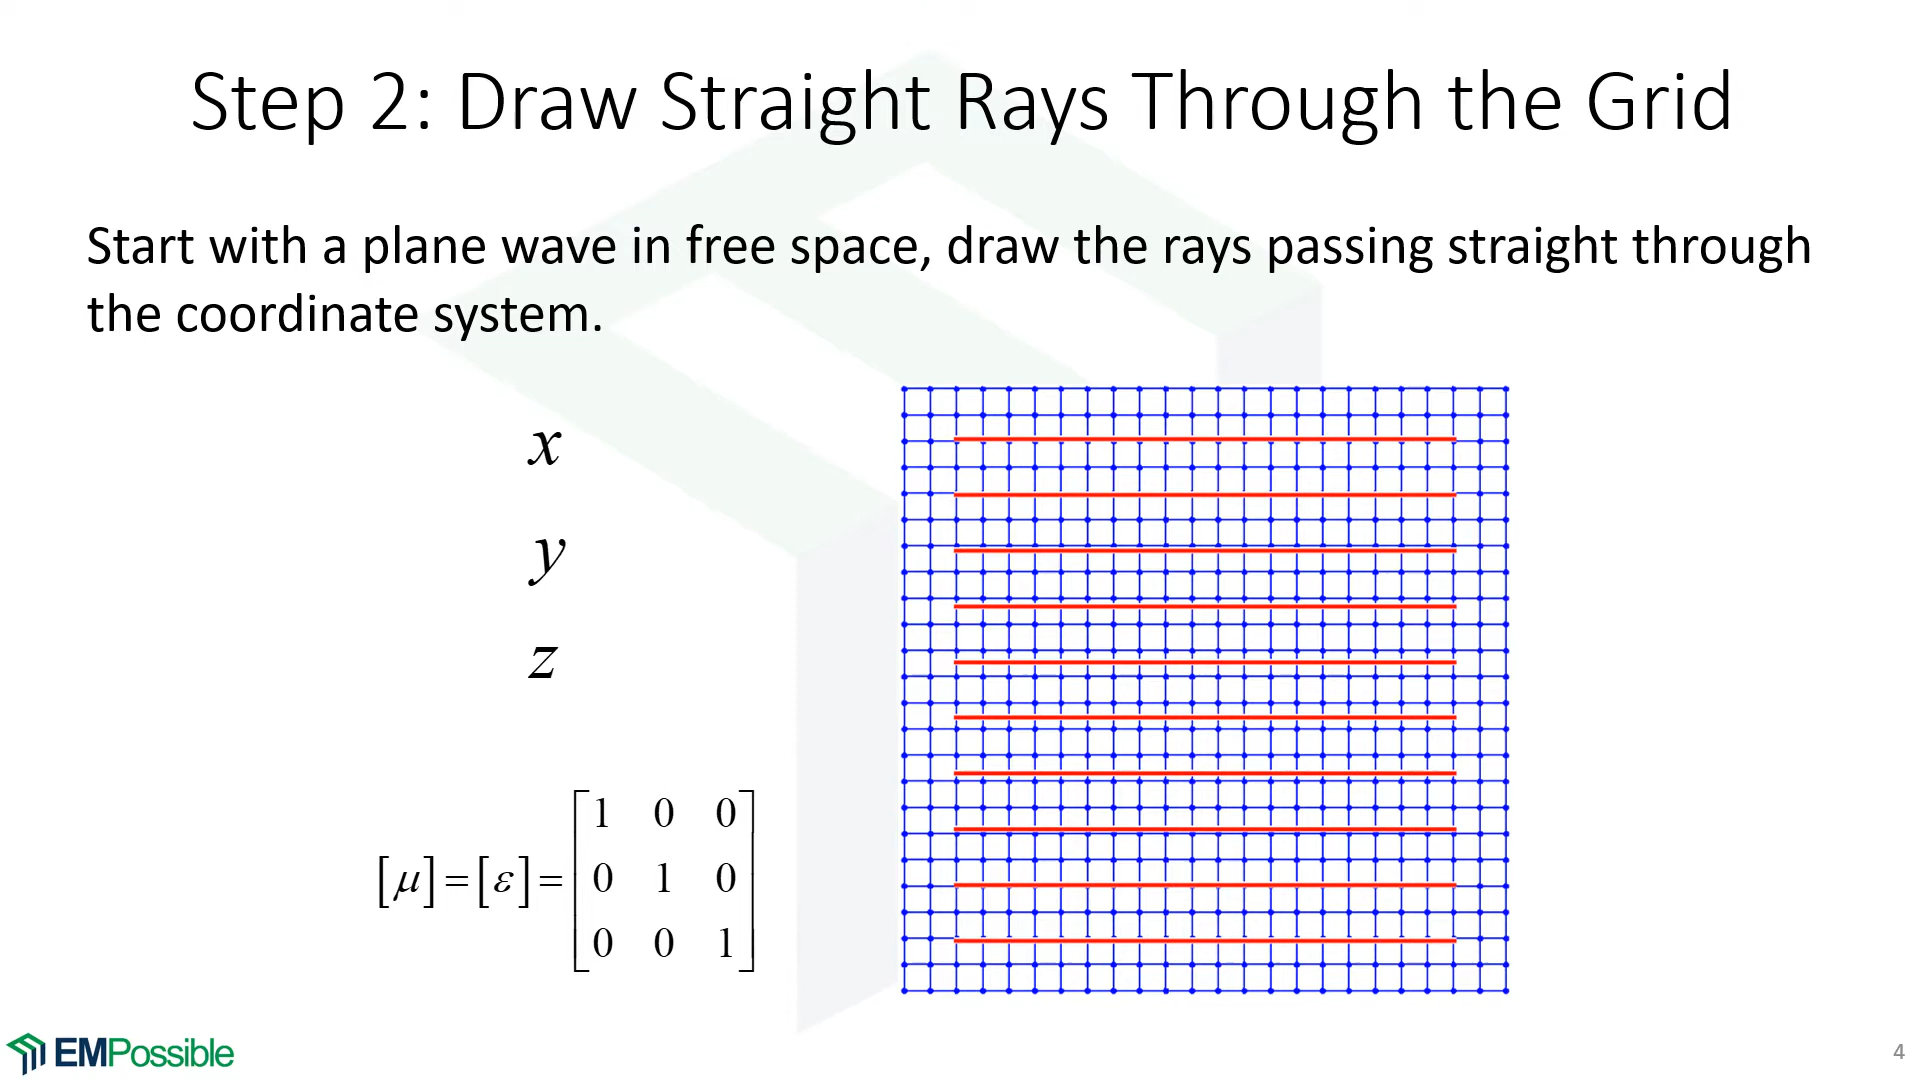 Step 2: Draw Straight Rays Through the Grid
Start with a plane wave in free space, draw the rays passing straight through
the coordinate system.
x
y
z
[μ]=[ε]=
1 0 0
0 1 0
0 0 1
EMPossible
4